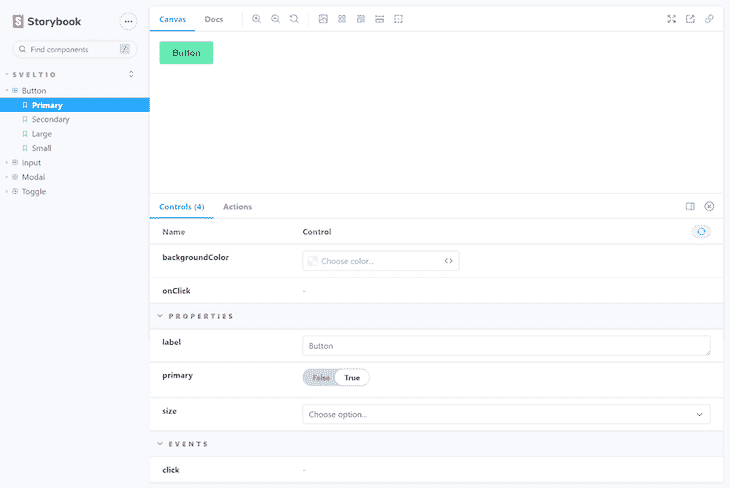 Storybook
Find components
/
SVELTIO
Button
Primary
Secondary
Large
Small
Input
Modal
Toggle
Canvas Docs
Button
Controls (4) Actions
Name Control
backgroundColor Choose color...
onClick -
PROPERTIES
label Button
primary False True
size Choose option...
EVENTS
click -